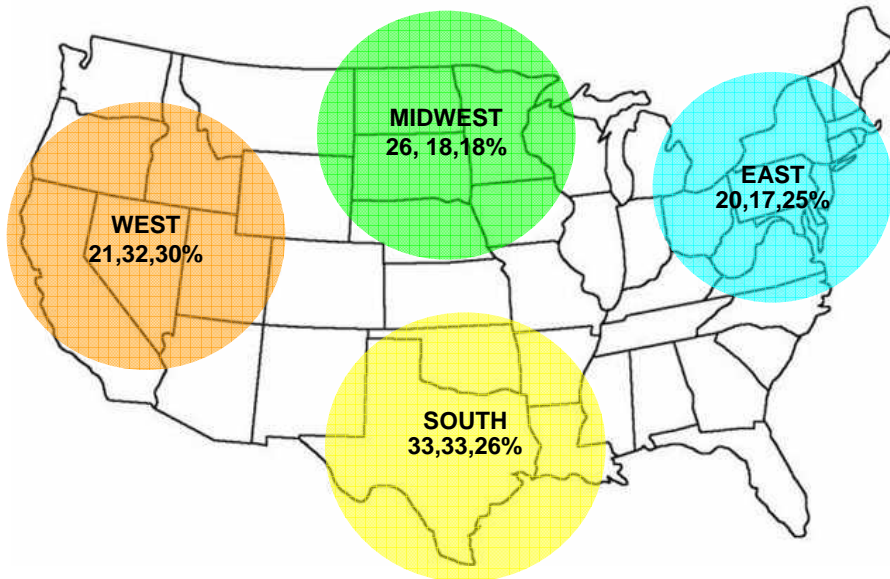 MIDWEST
26, 18,18%
EAST
20,17,25%
WEST
21,32,30%
SOUTH
33,33,26%